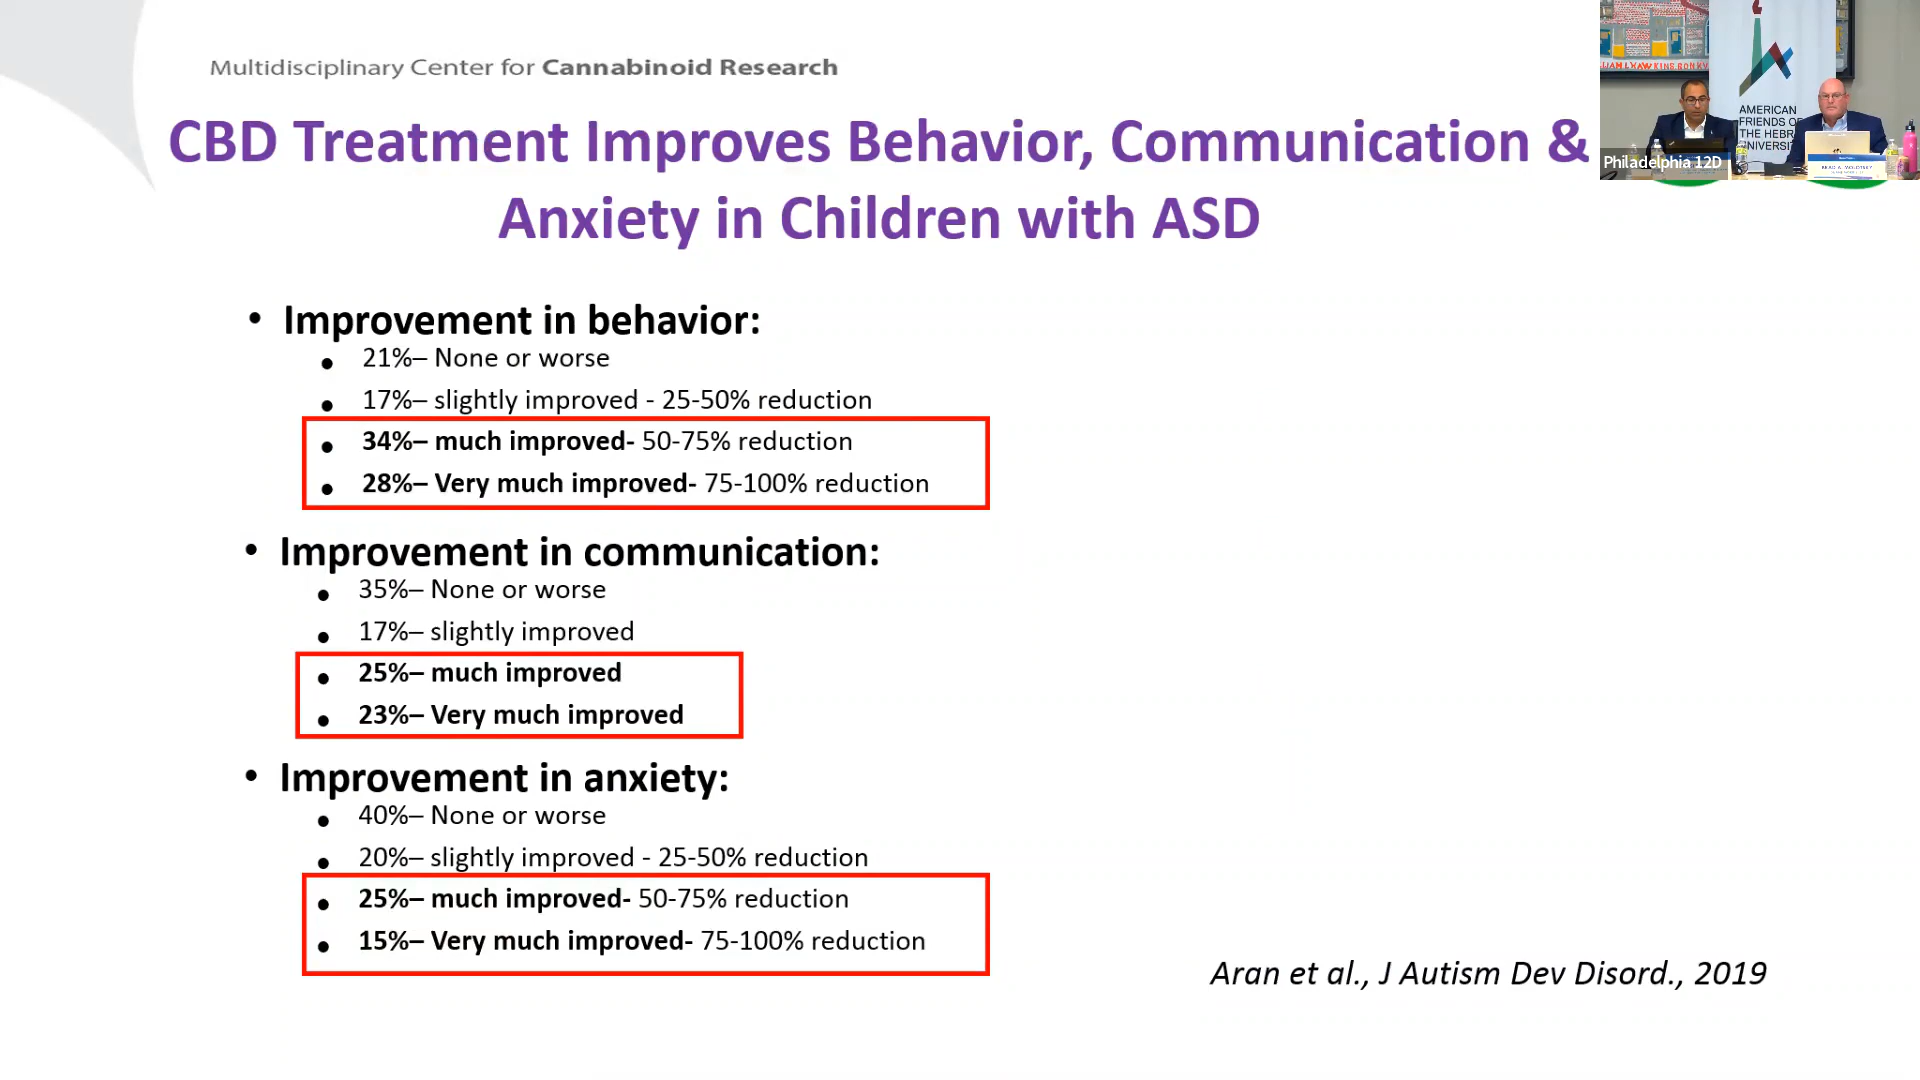 Multidisciplinary Center for Cannabinoid Research
CBD Treatment Improves Behavior, Communication &
Anxiety in Children with ASD
• Improvement in behavior:
• 21%– None or worse
• 17%– slightly improved - 25-50% reduction
• 34%– much improved- 50-75% reduction
• 28%– Very much improved- 75-100% reduction
• Improvement in communication:
• 35%– None or worse
• 17%– slightly improved
• 25%– much improved
• 23%– Very much improved
• Improvement in anxiety:
• 40%– None or worse
• 20%– slightly improved - 25-50% reduction
• 25%– much improved- 50-75% reduction
• 15%– Very much improved- 75-100% reduction
Aran et al., J Autism Dev Disord., 2019
AMERICAN
FRIENDS OF
THE HEBR
UNIVERSI
Philadelphia 12D